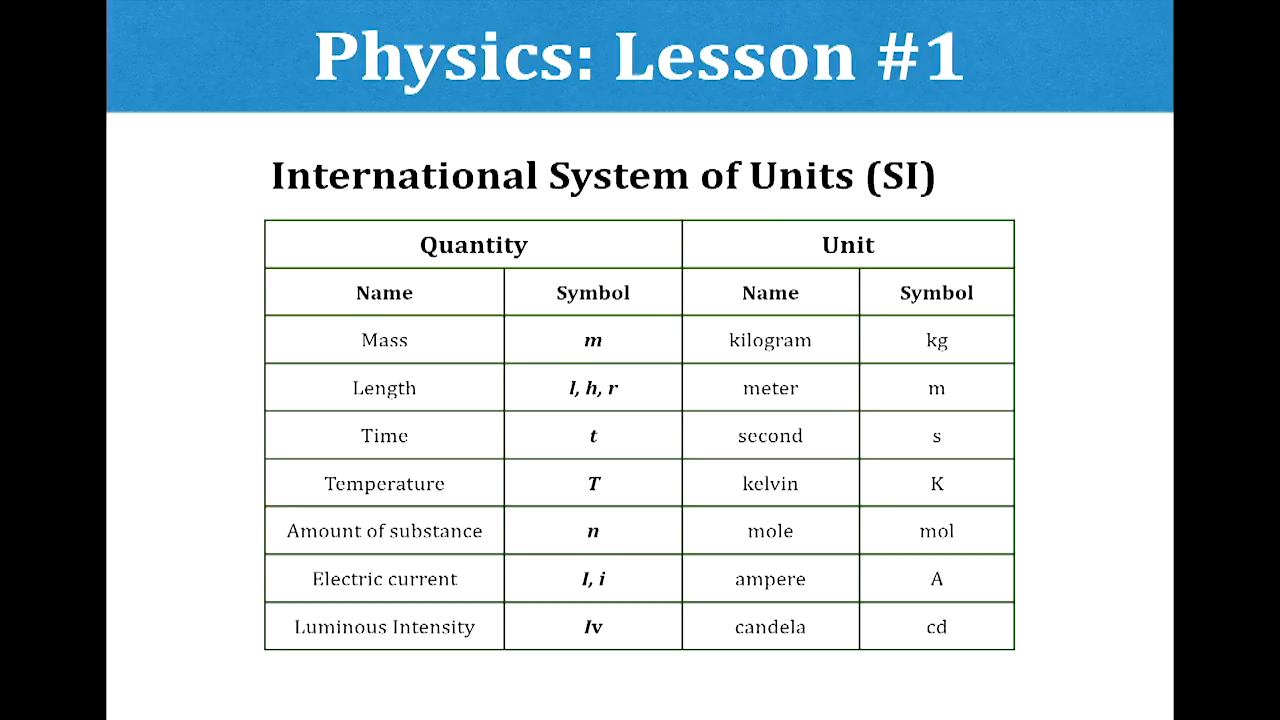 Physics: Lesson #1
International System of Units (SI)
Quantity Unit
Name Symbol Name Symbol
Mass m kilogram kg
Length l, h, r meter m
Time t second s
Temperature T kelvin K
Amount of substance n mole mol
Electric current I, i ampere A
Luminous Intensity Iv candela cd